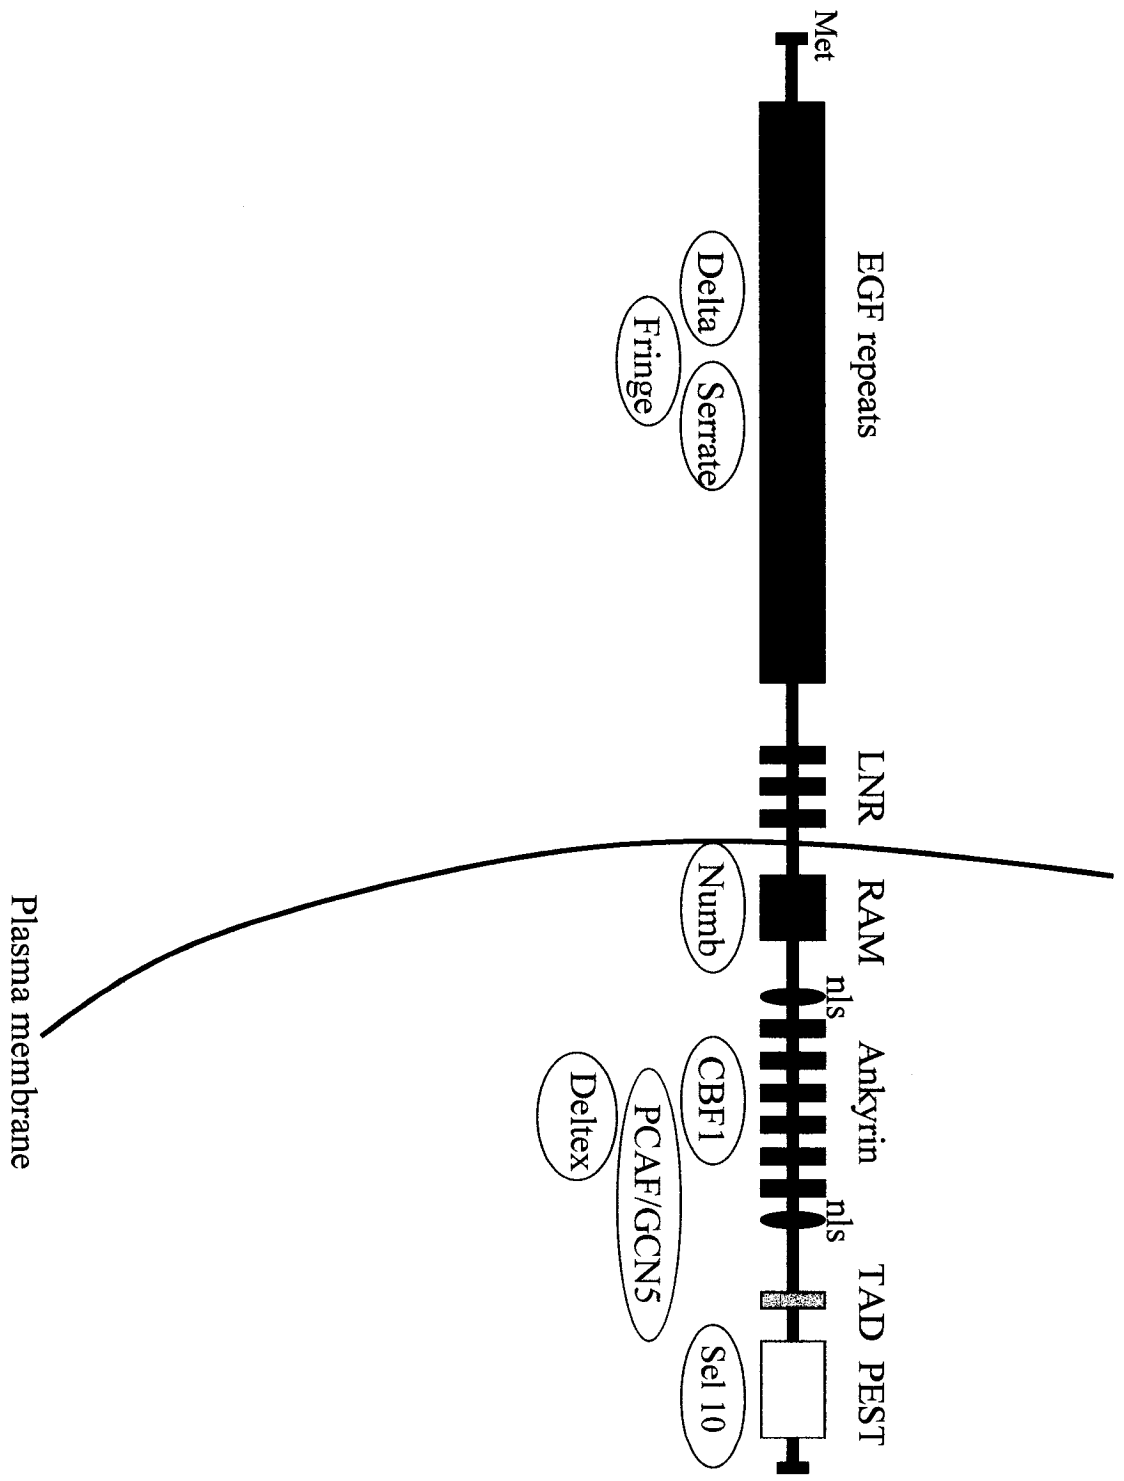 Met
EGF repeats
LNR
RAM
nls
Ankyrin
nls
TAD
PEST
Delta
Serrate
Fringe
Numb
CBF1
PCAF/GCN5
Deltex
Sel 10
Plasma membrane